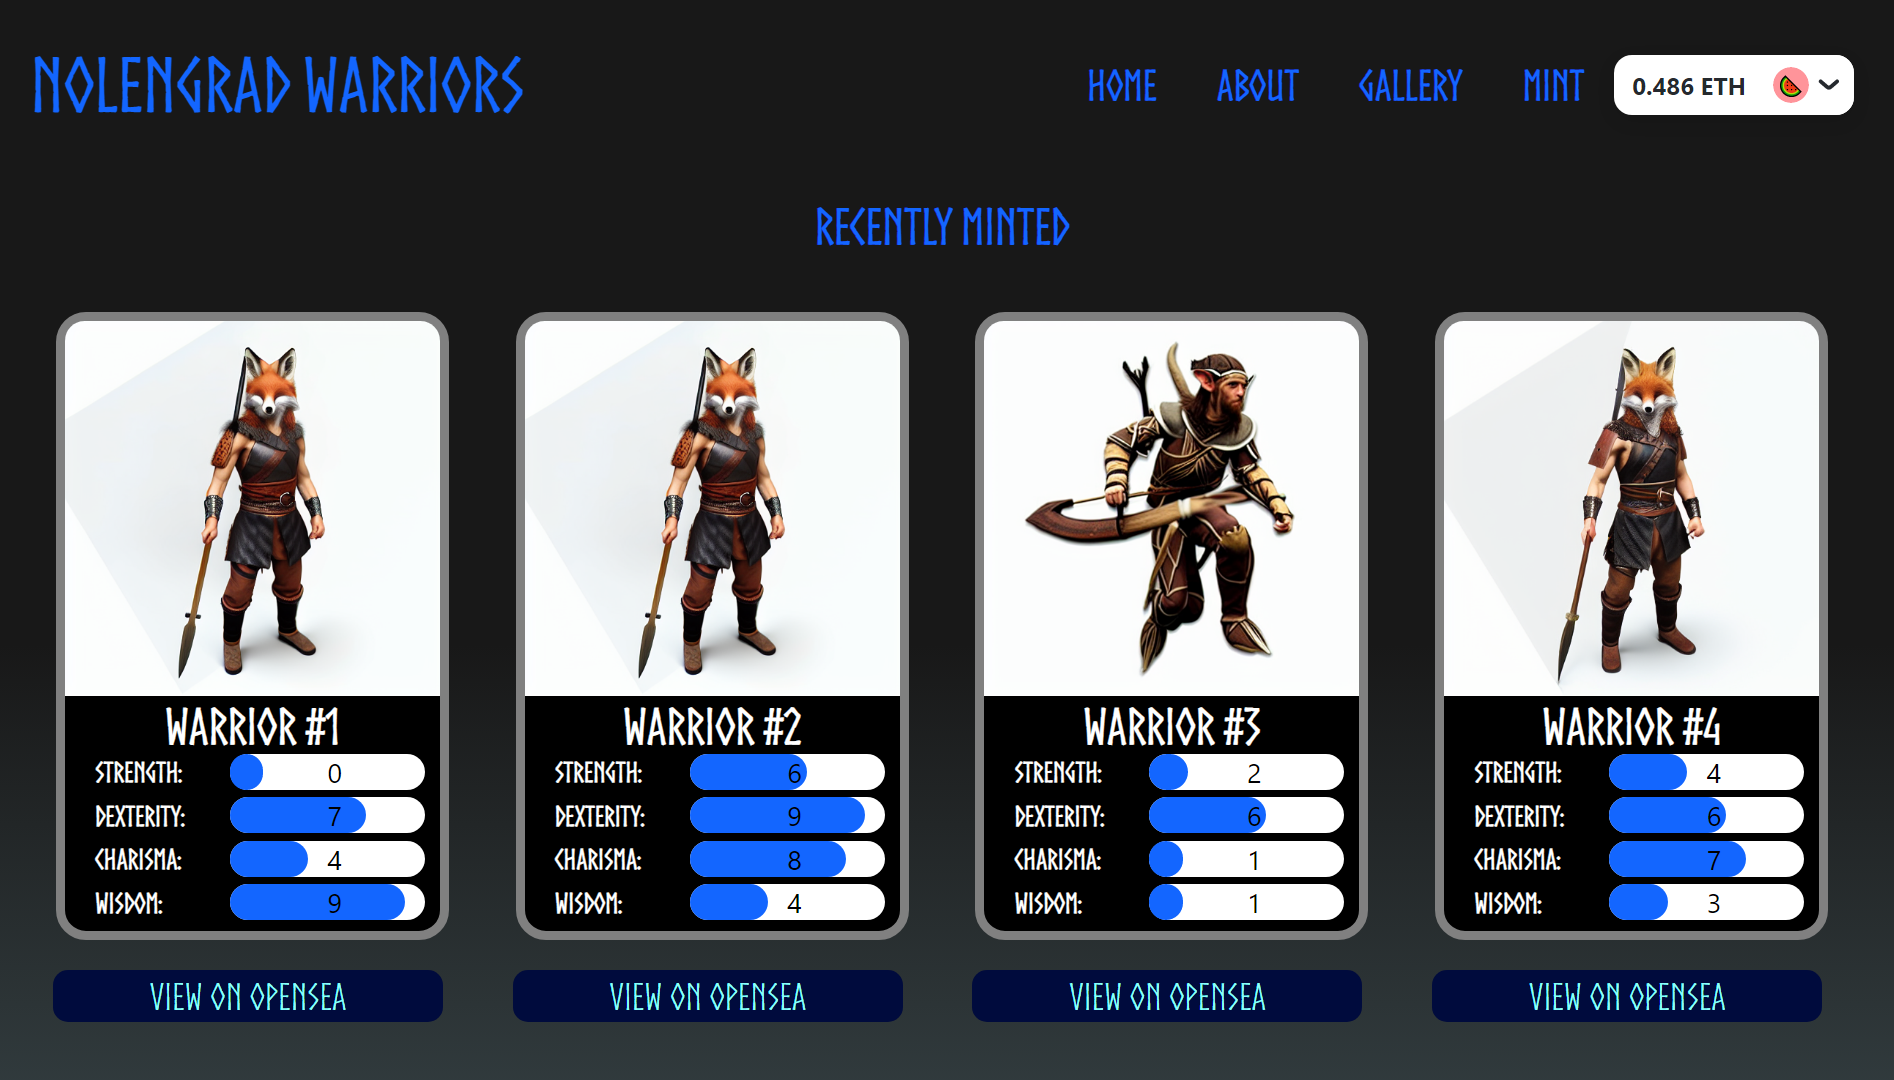 NOLENGRAD WARRIORS
HOME ABOUT GALLERY MINT 0.486 ETH
RECENTLY MINTED
WARRIOR #1
STRENGTH: 0
DEXTERITY: 7
CHARISMA: 4
WISDOM: 9
VIEW ON OPENSEA
WARRIOR #2
STRENGTH: 6
DEXTERITY: 9
CHARISMA: 8
WISDOM: 4
VIEW ON OPENSEA
WARRIOR #3
STRENGTH: 2
DEXTERITY: 6
CHARISMA: 1
WISDOM: 1
VIEW ON OPENSEA
WARRIOR #4
STRENGTH: 4
DEXTERITY: 6
CHARISMA: 7
WISDOM: 3
VIEW ON OPENSEA